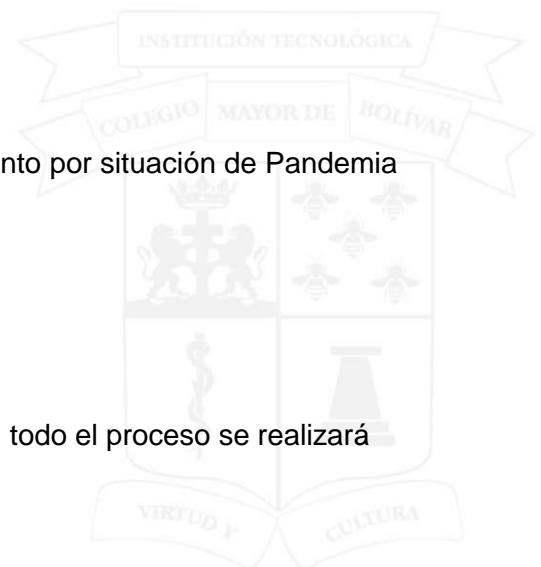 INSTITUCIÓN TECNOLÓGICA
COLEGIO MAYOR DE BOLÍVAR
nto por situación de Pandemia
todo el proceso se realizará
VIRTUD Y CULTURA